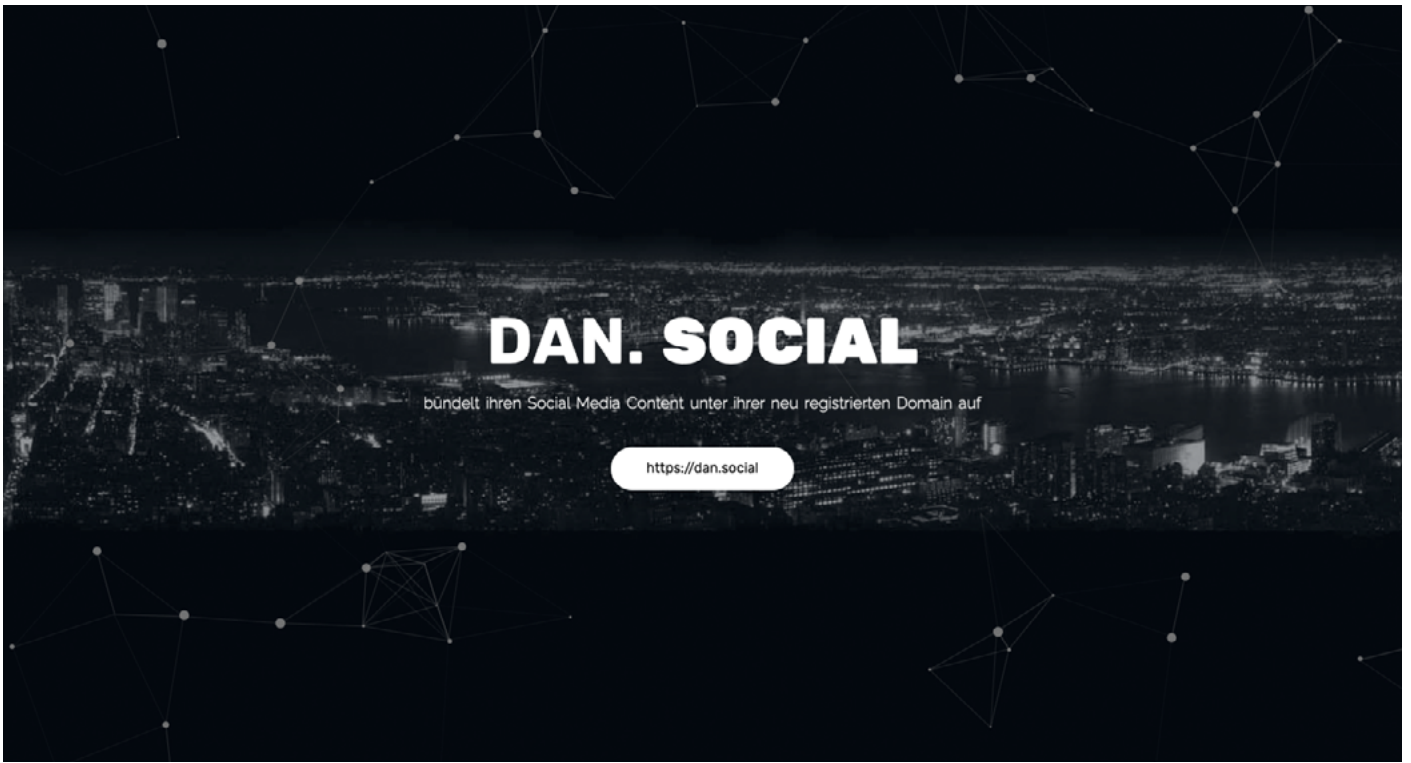 DAN. SOCIAL
bündelt ihren Social Media Content unter ihrer neu registrierten Domain auf
https://dan.social